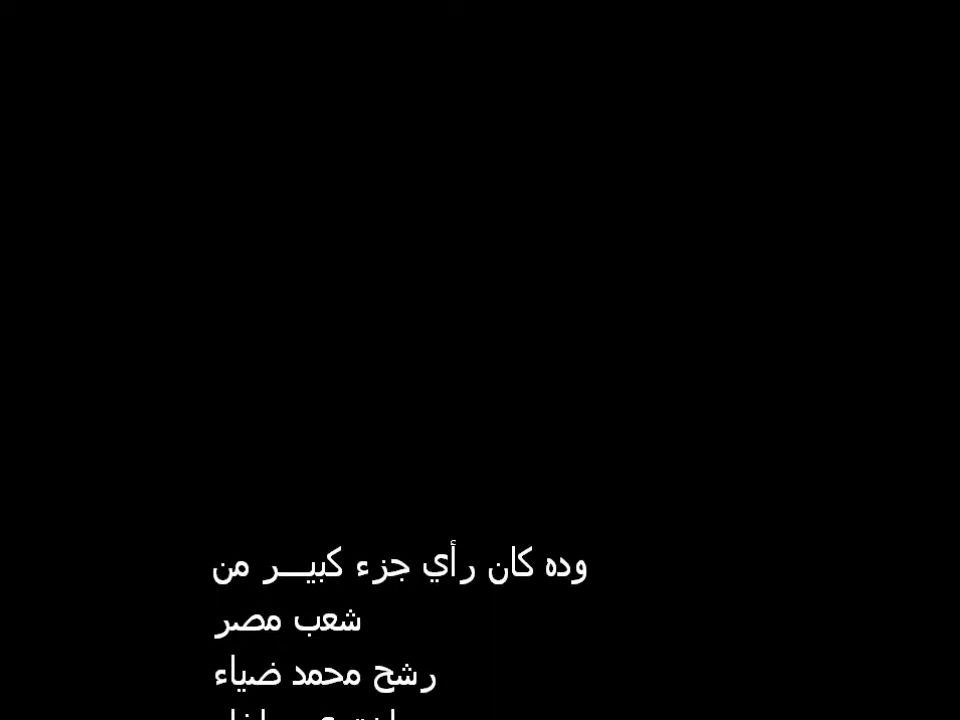 وده كان رأي جزء كبيـــر من
شعب مصر
رشح محمد ضياء